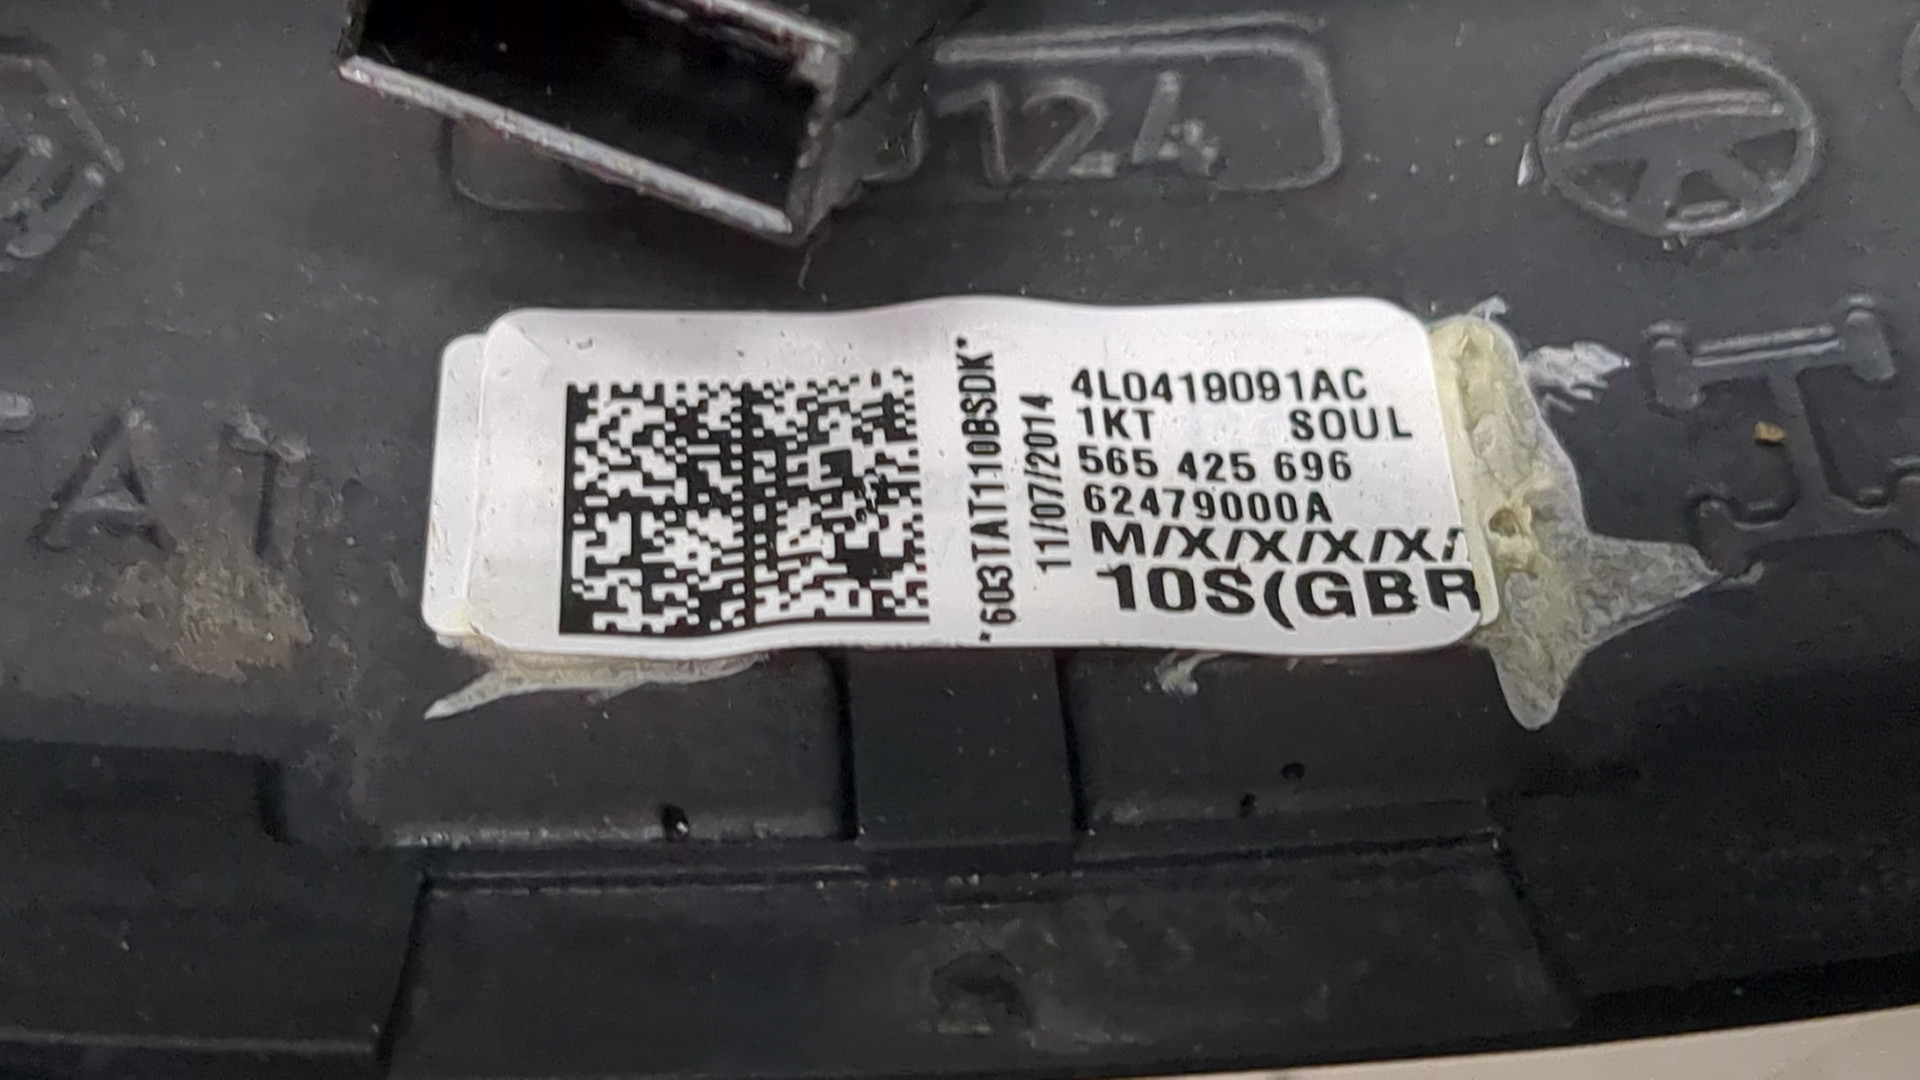 124
4L0419091AC
1KT SOUL
565 425 696
62479000A
M/X/X/X/X/
10S(GBR
11/07/2014
*603TAT110BSDK*